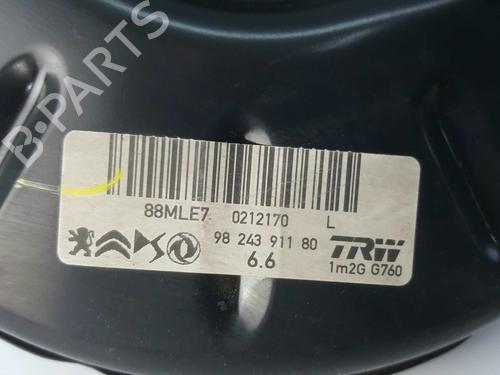 B-PARTS
88MLE7 0212170 L
98 243 911 80
6.6
TRW
1m2G G760